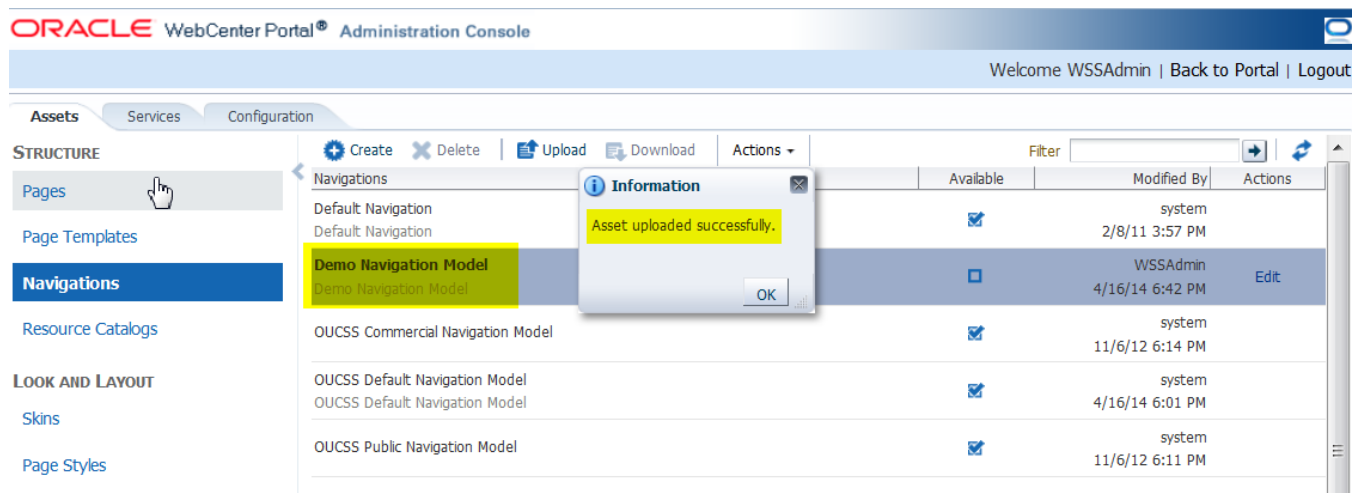 ORACLE WebCenter Portal® Administration Console
Welcome WSSAdmin | Back to Portal | Logout
Assets Services Configuration
STRUCTURE
Pages
Page Templates
Navigations
Resource Catalogs
LOOK AND LAYOUT
Skins
Page Styles
Create Delete Upload Download Actions Filter
Navigations Available Modified By Actions
Default Navigation system
Default Navigation 2/8/11 3:57 PM
Demo Navigation Model WSSAdmin
Demo Navigation Model 4/16/14 6:42 PM Edit
OUCSS Commercial Navigation Model system
11/6/12 6:14 PM
OUCSS Default Navigation Model system
OUCSS Default Navigation Model 4/16/14 6:01 PM
OUCSS Public Navigation Model system
11/6/12 6:11 PM
Information
Asset uploaded successfully.
OK